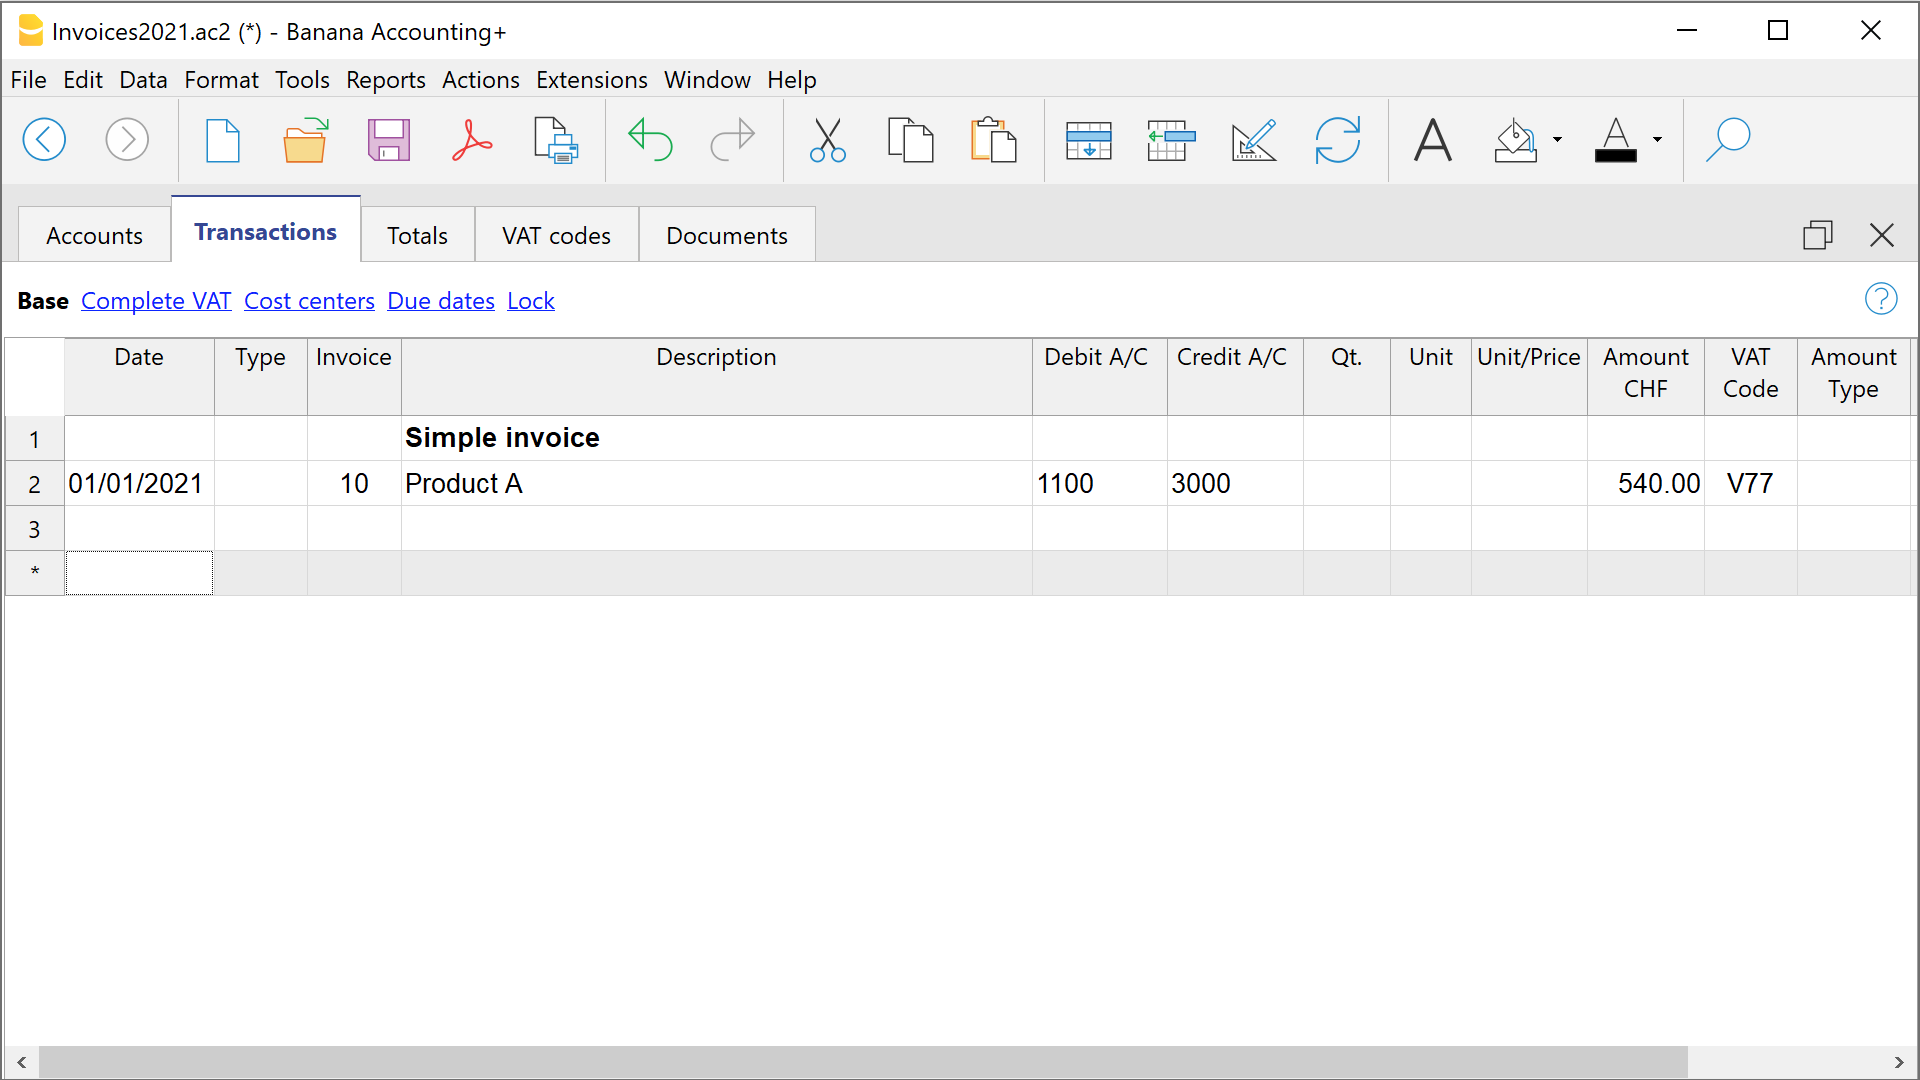 Invoices2021.ac2 (*) - Banana Accounting+
File Edit Data Format Tools Reports Actions Extensions Window Help
Accounts Transactions Totals VAT codes Documents
Base Complete VAT Cost centers Due dates Lock ?
Date Type Invoice Description Debit A/C Credit A/C Qt. Unit Unit/Price Amount CHF VAT Code Amount Type
1 Simple invoice
2 01/01/2021 10 Product A 1100 3000 540.00 V77
3
*